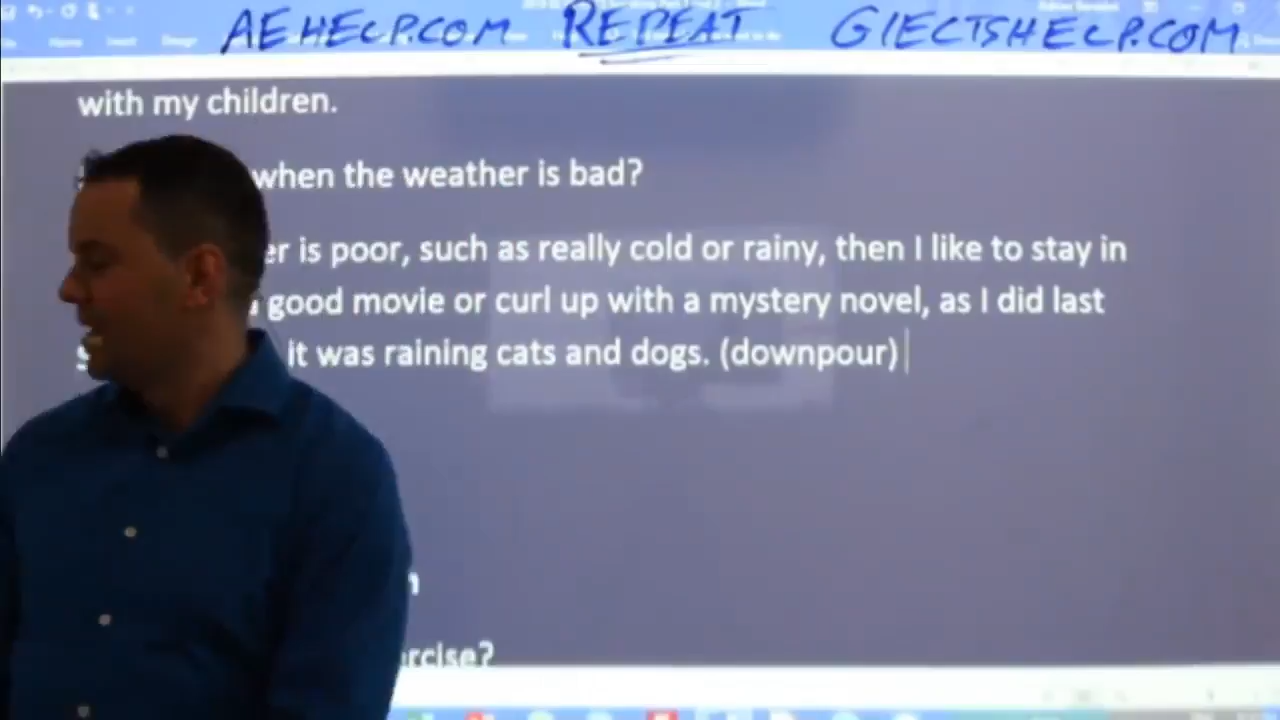 AEHELP.COM REPEAT GIELTSHELP.COM
with my children.
when the weather is bad?
er is poor, such as really cold or rainy, then I like to stay in
good movie or curl up with a mystery novel, as I did last
it was raining cats and dogs. (downpour)
rcise?